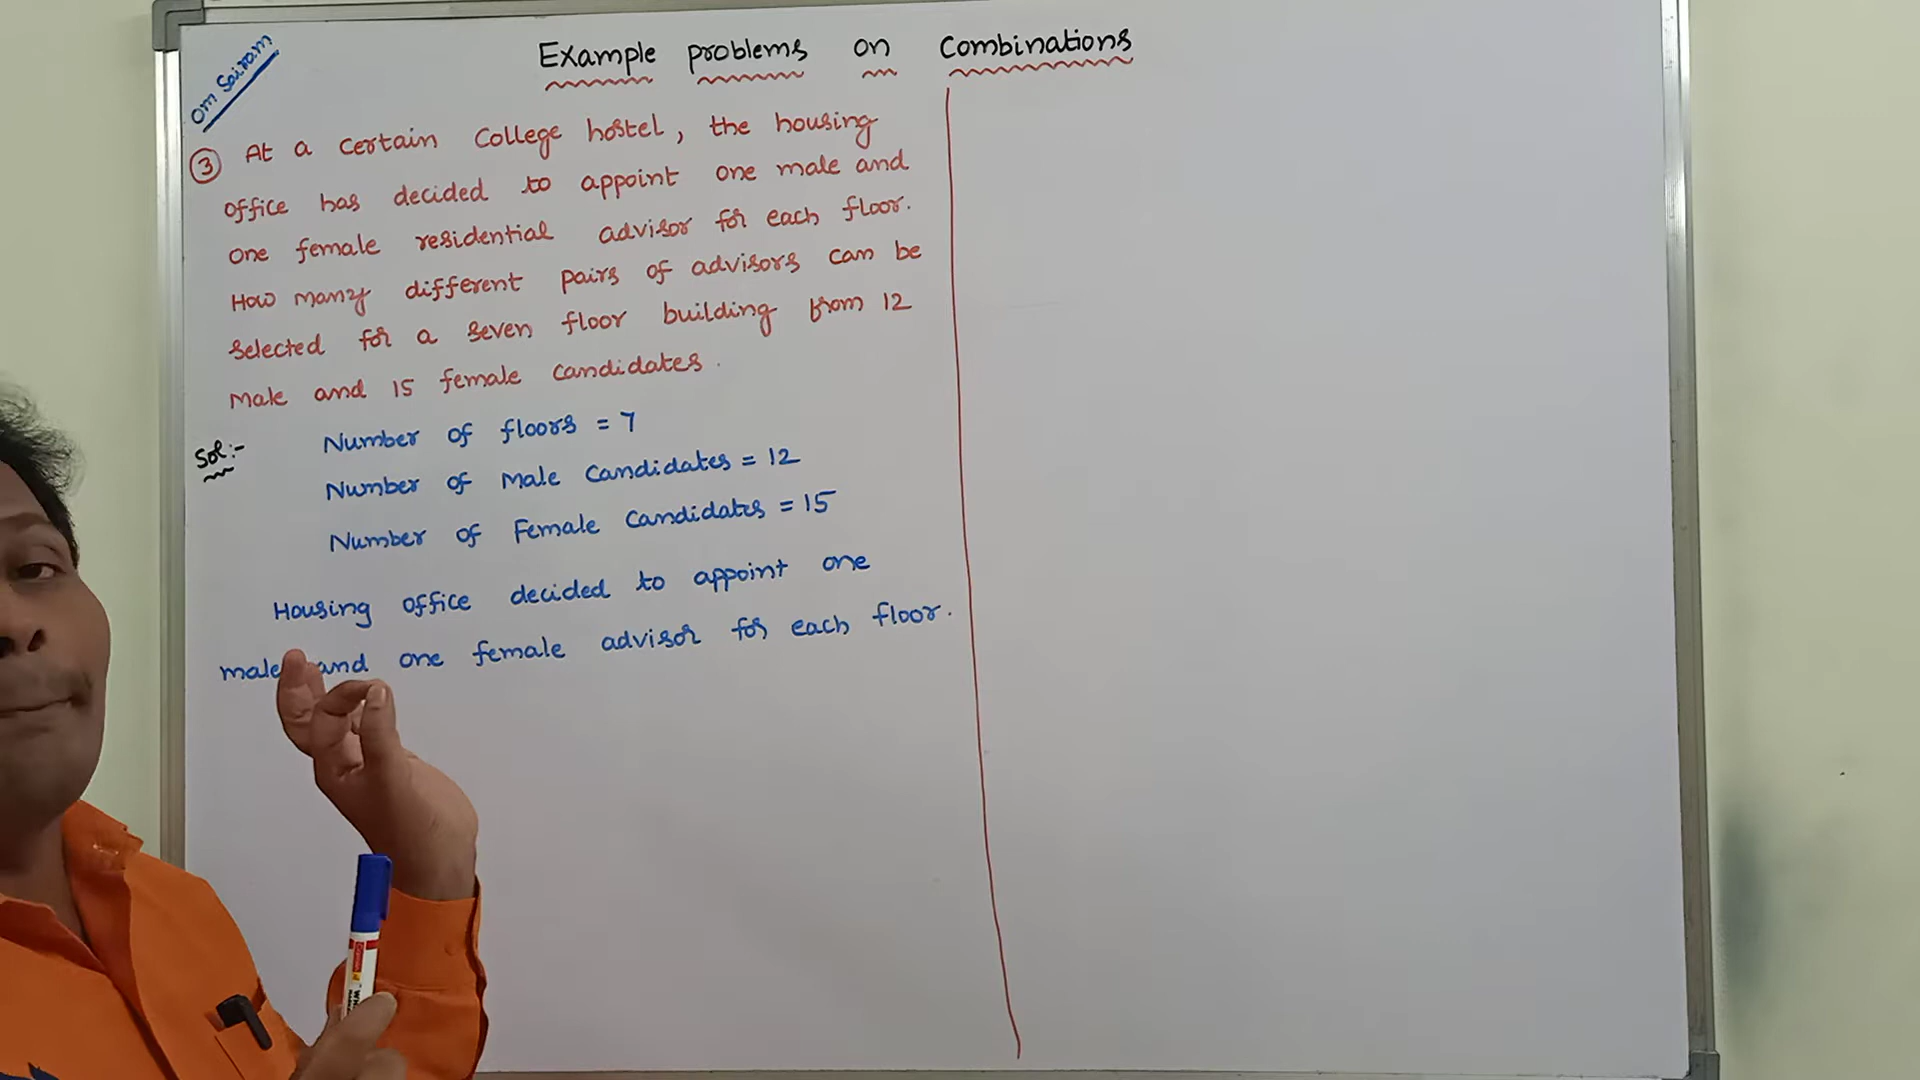 Om Sairam
Example problems on Combinations
3 At a certain College hostel, the housing
office has decided to appoint one male and
one female residential advisor for each floor.
How many different pairs of advisors can be
selected for a seven floor building from 12
Male and 15 female candidates.
Sol:- Number of floors = 7
Number of Male Candidates = 12
Number of Female Candidates = 15
Housing office decided to appoint one
male and one female advisor for each floor.